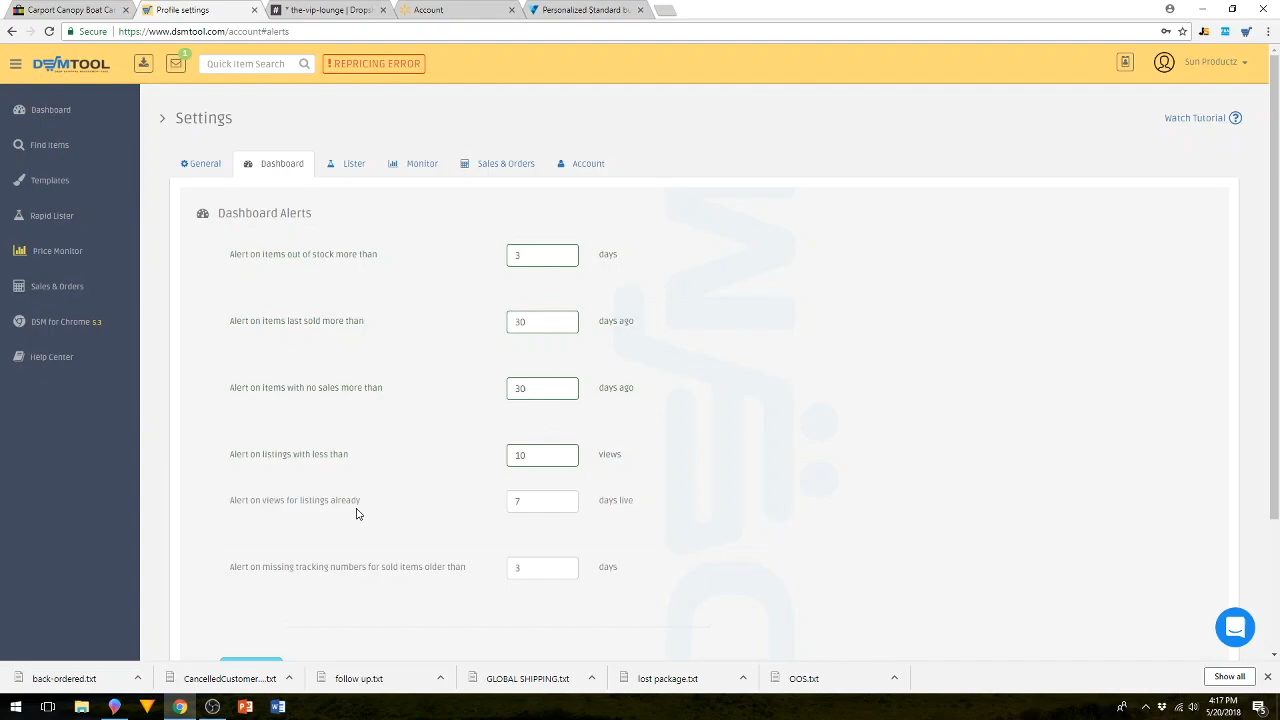 Carport Canopy Boat Ca
Profile settings
* the-vip-lounge | Drops
Account
Personalized Standard bu
Secure
https://www.dsmtool.com/account#alerts
DSMTOOL
1
Quick Item Search
! REPRICING ERROR
Sun Productz
Dashboard
Find Items
Templates
Rapid Lister
Price Monitor
Sales & Orders
DSM for Chrome 5.3
Help Center
Settings
Watch Tutorial
General
Dashboard
Lister
Monitor
Sales & Orders
Account
Dashboard Alerts
Alert on items out of stock more than 3 days
Alert on items last sold more than 30 days ago
Alert on items with no sales more than 30 days ago
Alert on listings with less than 10 views
Alert on views for listings already 7 days live
Alert on missing tracking numbers for sold items older than 3 days
back-ordered.txt
CancelledCustomer....txt
follow up.txt
GLOBAL SHIPPING.txt
lost package.txt
OOS.txt
Show all
4:17 PM
5/20/2018